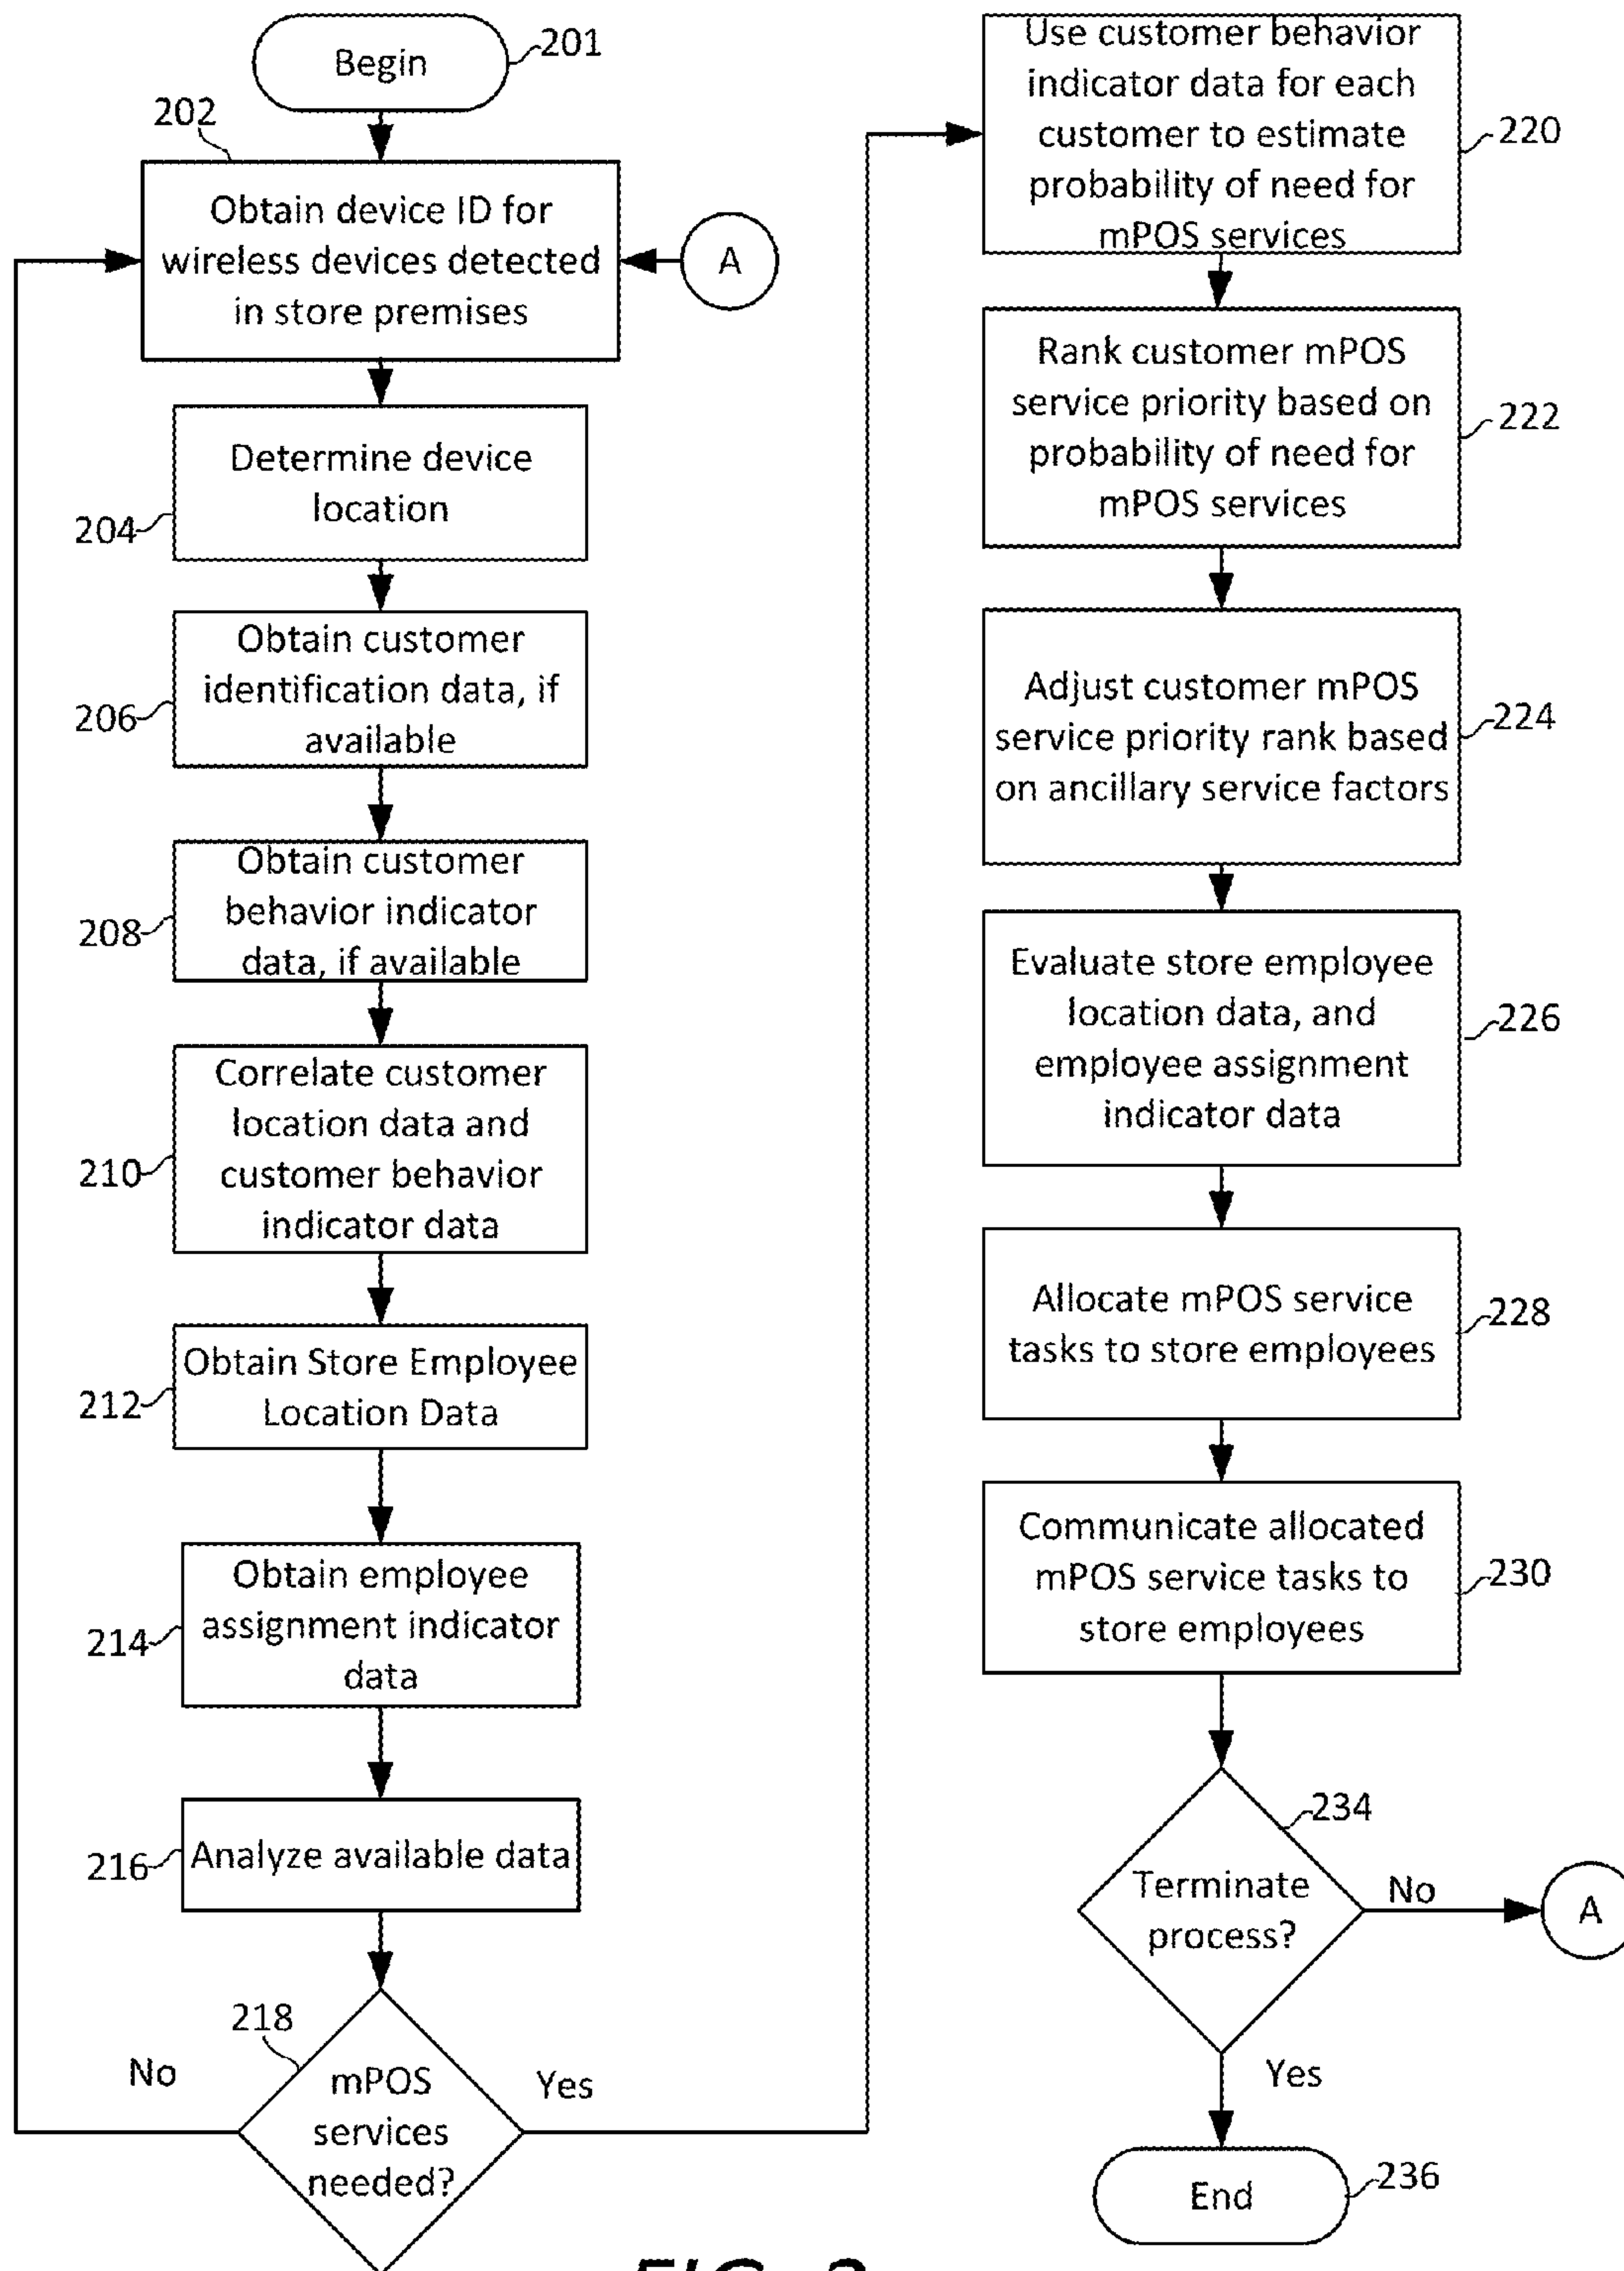 Begin
201
202
Obtain device ID for
wireless devices detected
in store premises
A
Determine device
location
204
Obtain customer
identification data, if
available
206
Obtain customer
behavior indicator
data, if available
208
Correlate customer
location data and
customer behavior
indicator data
210
Obtain Store Employee
Location Data
212
Obtain employee
assignment indicator
data
214
Analyze available data
216
218
mPOS
services
needed?
No
Yes
Use customer behavior
indicator data for each
customer to estimate
probability of need for
mPOS services
220
Rank customer mPOS
service priority based on
probability of need for
mPOS services
222
Adjust customer mPOS
service priority rank based
on ancillary service factors
224
Evaluate store employee
location data, and
employee assignment
indicator data
226
Allocate mPOS service
tasks to store employees
228
Communicate allocated
mPOS service tasks to
store employees
230
234
Terminate
process?
No
A
Yes
End
236